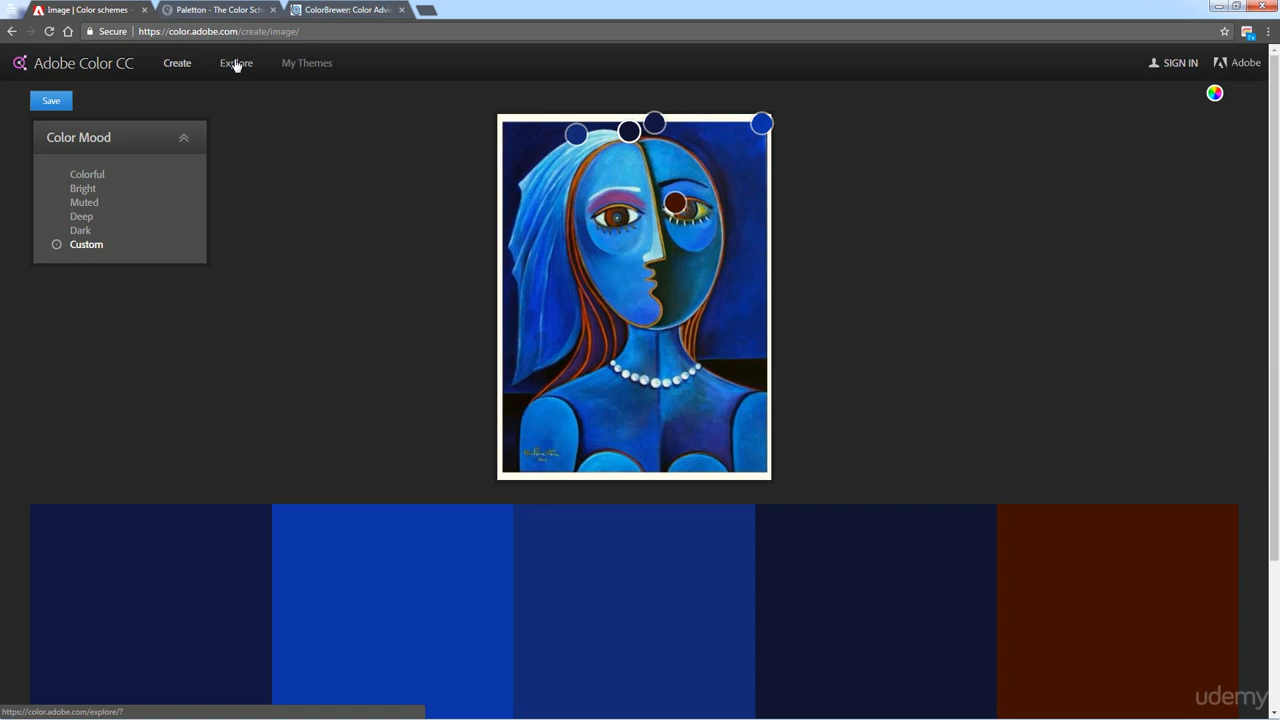 Image | Color schemes -
Paletton - The Color Sch
ColorBrewer: Color Advic
Secure
https://color.adobe.com/create/image/
Adobe Color CC
Create
Explore
My Themes
SIGN IN
Adobe
Save
Color Mood
Colorful
Bright
Muted
Deep
Dark
Custom
https://color.adobe.com/explore/?
udemy